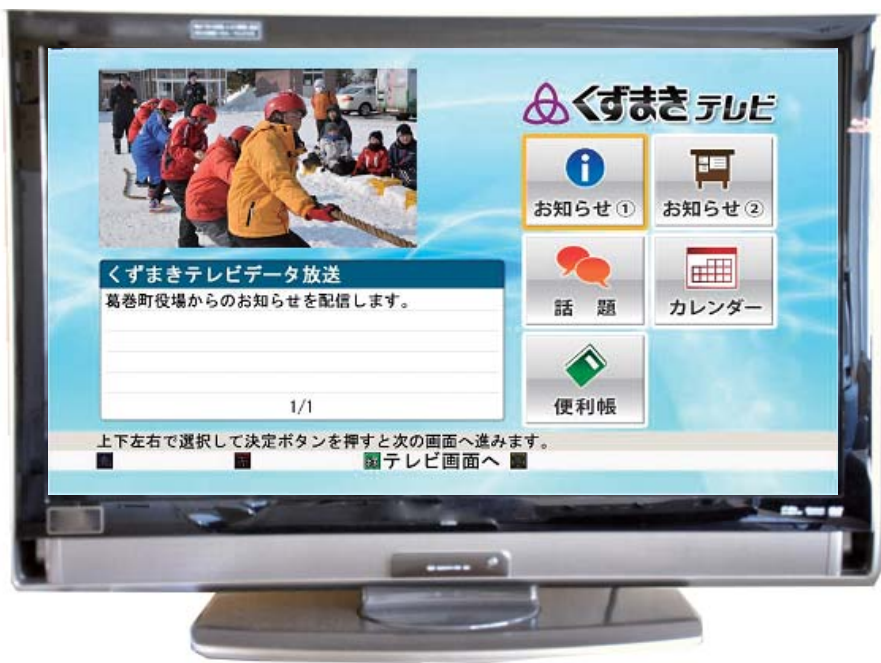 くずまきテレビ
お知らせ①
お知らせ②
話 題
カレンダー
便利帳
くずまきテレビデータ放送
葛巻町役場からのお知らせを配信します。
1/1
上下左右で選択して決定ボタンを押すと次の画面へ進みます。
テレビ画面へ